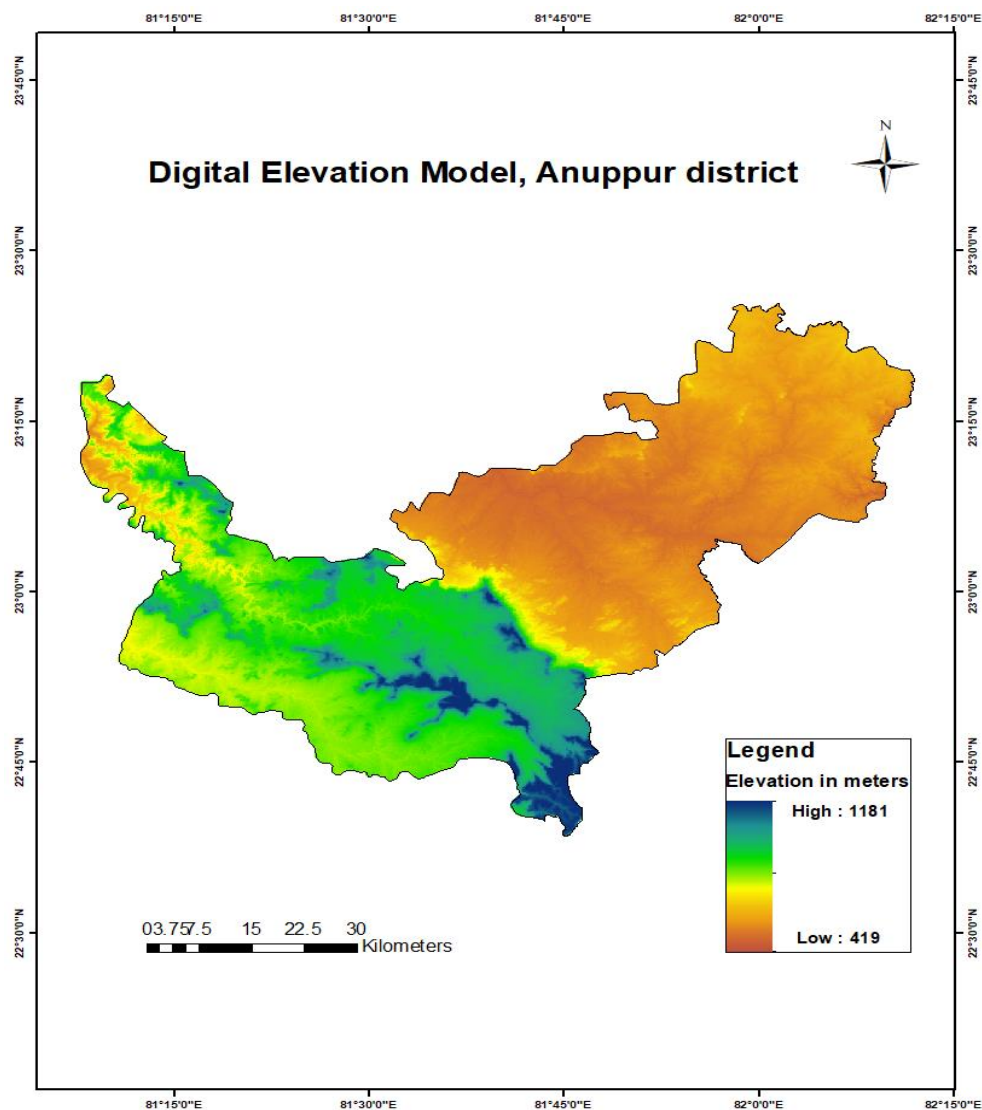 81°15'0"E 81°30'0"E 81°45'0"E 82°0'0"E 82°15'0"E
23°45'0"N 23°45'0"N
N
Digital Elevation Model, Anuppur district
23°30'0"N 23°30'0"N
23°15'0"N 23°15'0"N
23°0'0"N 23°0'0"N
22°45'0"N 22°45'0"N
Legend
Elevation in meters
High : 1181
Low : 419
22°30'0"N 22°30'0"N
0 3.75 7.5 15 22.5 30
Kilometers
81°15'0"E 81°30'0"E 81°45'0"E 82°0'0"E 82°15'0"E